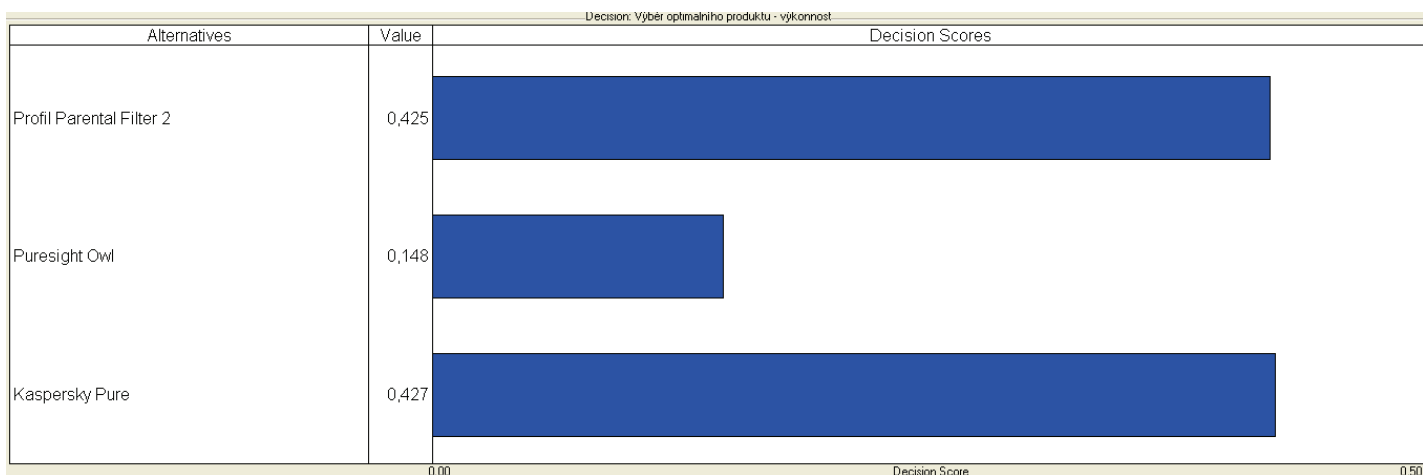 Decision: Výběr optimalního produktu - výkonnost
Alternatives Value Decision Scores
Profil Parental Filter 2 0,425
Puresight Owl 0,148
Kaspersky Pure 0,427
0.00 Decision Score 0.50